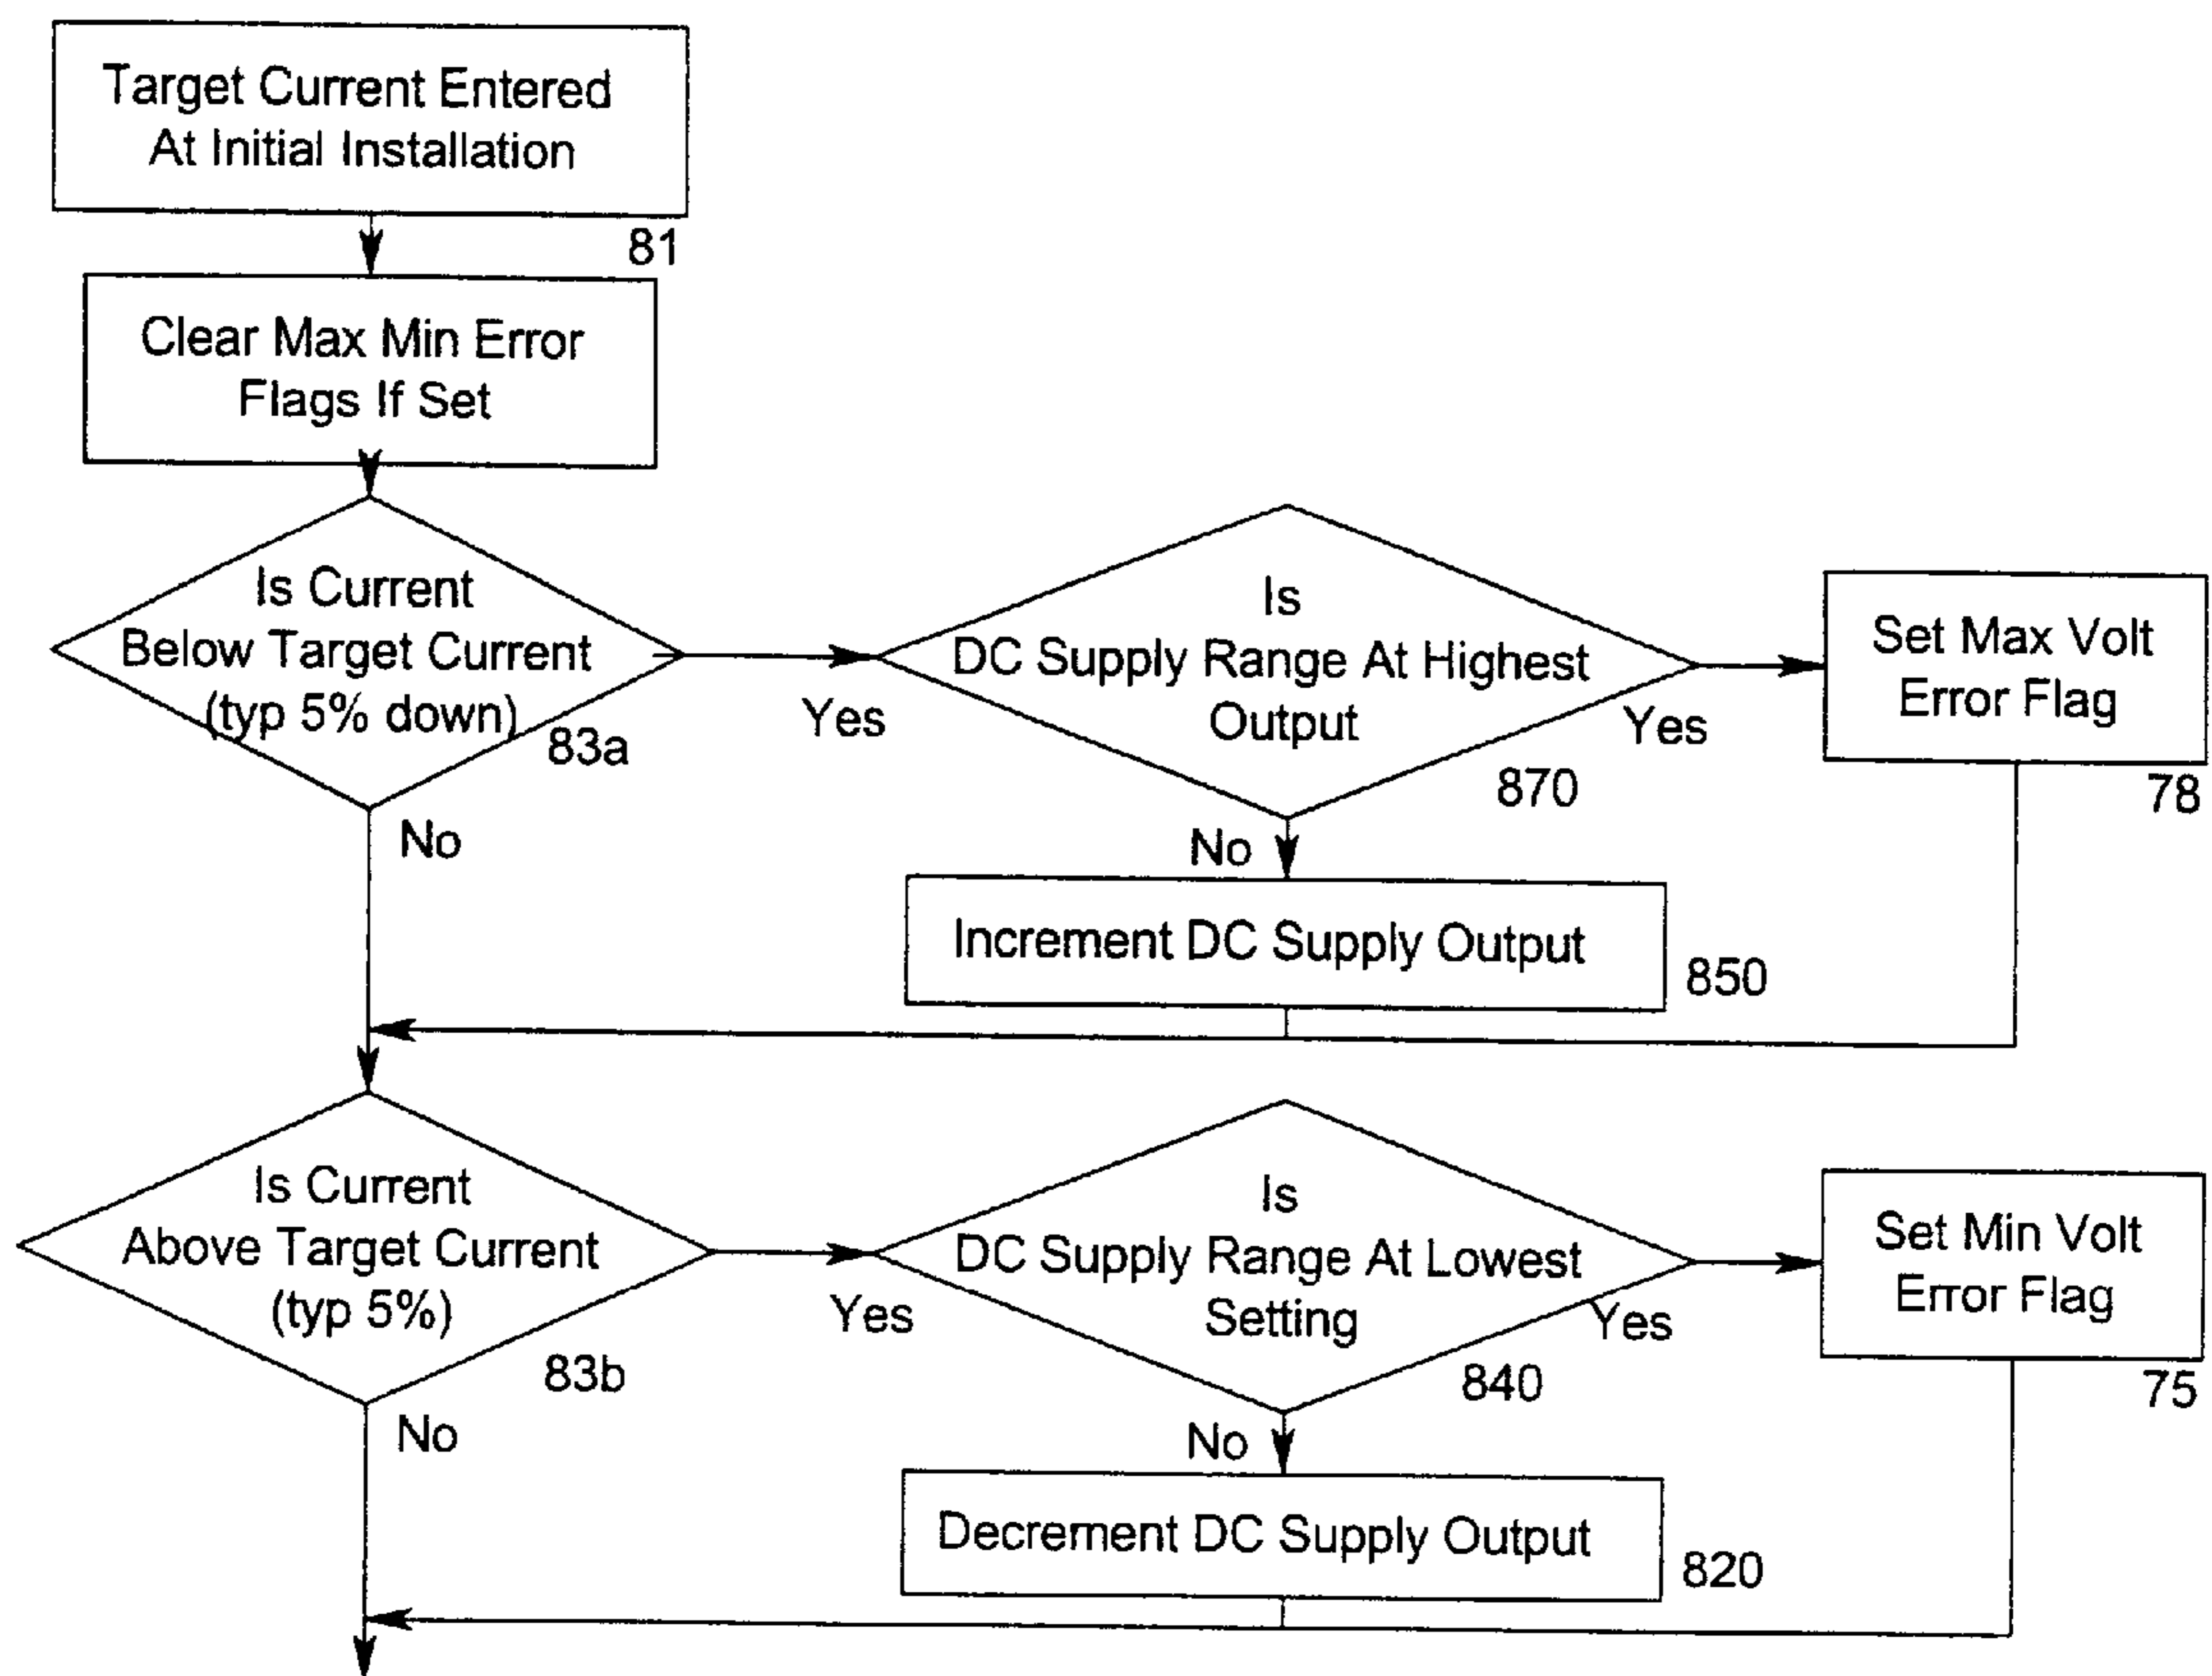 Target Current Entered
At Initial Installation
81
Clear Max Min Error
Flags If Set
Is Current
Below Target Current
(typ 5% down)
83a
Yes
No
Is
DC Supply Range At Highest
Output
870
Yes
No
Set Max Volt
Error Flag
78
Increment DC Supply Output
850
Is Current
Above Target Current
(typ 5%)
83b
Yes
No
Is
DC Supply Range At Lowest
Setting
840
Yes
No
Set Min Volt
Error Flag
75
Decrement DC Supply Output
820